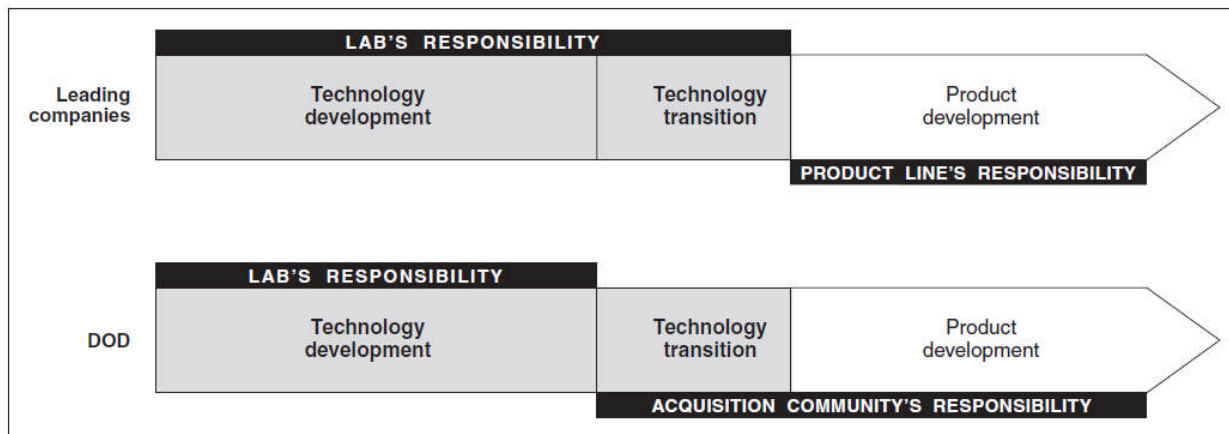 LAB'S RESPONSIBILITY
Leading
companies
Technology
development
Technology
transition
Product
development
PRODUCT LINE'S RESPONSIBILITY
LAB'S RESPONSIBILITY
DOD
Technology
development
Technology
transition
Product
development
ACQUISITION COMMUNITY'S RESPONSIBILITY